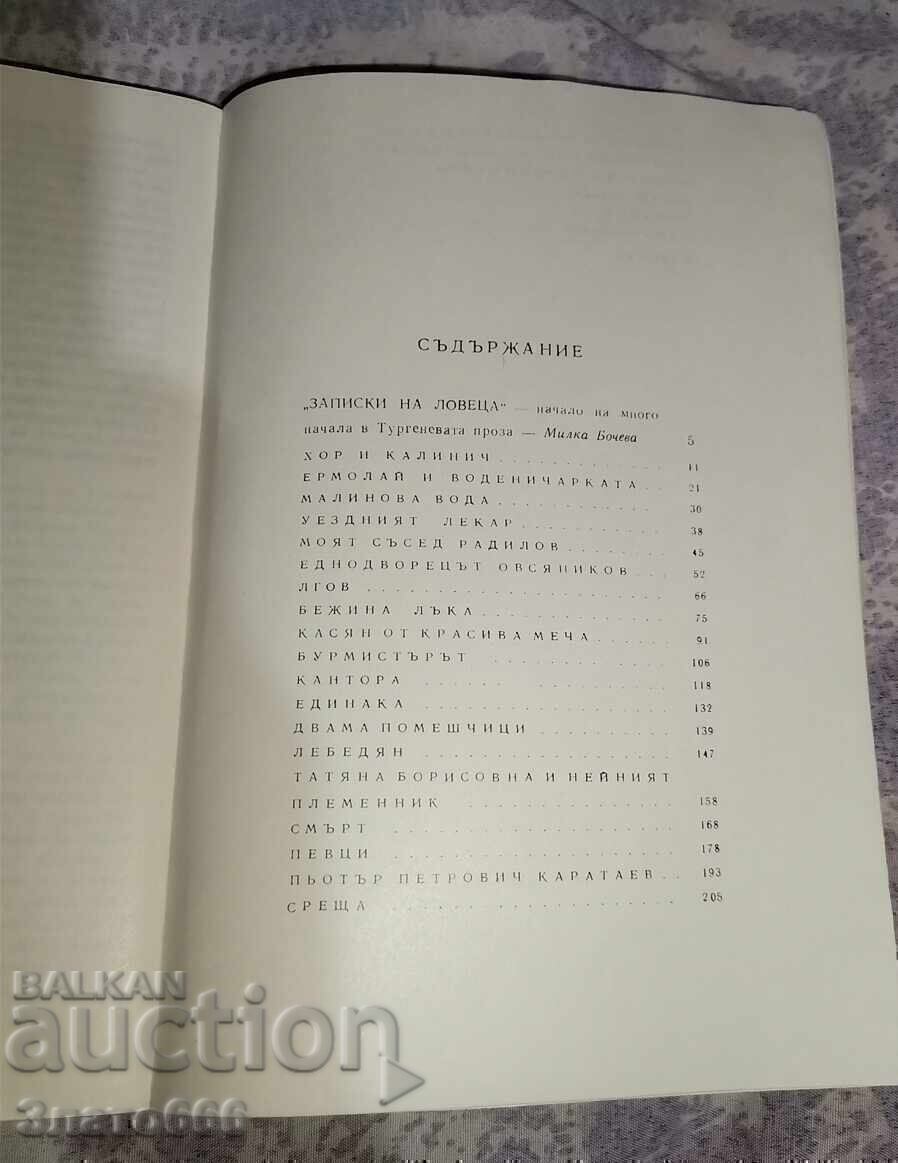 СЪДЪРЖАНИЕ
„ЗАПИСКИ НА ЛОВЕЦА“ — начало на много
начала в Тургеневата проза — Милка Бочева 5
ХОР И КАЛИНИЧ . . . . . . . . . . . . 11
ЕРМОЛАЙ И ВОДЕНИЧАРКАТА . . 21
МАЛИНОВА ВОДА . . . . . . . . . . . . 30
УЕЗДНИЯТ ЛЕКАР . . . . . . . . . . . 38
МОЯТ СЪСЕД РАДИЛОВ . . . . . . . . 45
ЕДНОДВОРЕЦЪТ ОВСЯНИКОВ . . . 52
ЛГОВ . . . . . . . . . . . . . . . . . . 66
БЕЖИНА ЛЪКА . . . . . . . . . . . . . 75
КАСЯН ОТ КРАСИВА МЕЧА . . . . . . 91
БУРМИСТЪРЪТ . . . . . . . . . . . . . 106
КАНТОРА . . . . . . . . . . . . . . . . 118
ЕДИНАКА . . . . . . . . . . . . . . . . 132
ДВАМА ПОМЕШЧИЦИ . . . . . . . . . . 139
ЛЕБЕДЯН . . . . . . . . . . . . . . . . 147
ТАТЯНА БОРИСОВНА И НЕЙНИЯТ
ПЛЕМЕННИК . . . . . . . . . . . . . . 158
СМЪРТ . . . . . . . . . . . . . . . . . 168
ПЕВЦИ . . . . . . . . . . . . . . . . . 178
ПЬОТЪР ПЕТРОВИЧ КАРАТАЕВ . . 193
СРЕЩА . . . . . . . . . . . . . . . . . 205
BALKAN
auction
Злато666